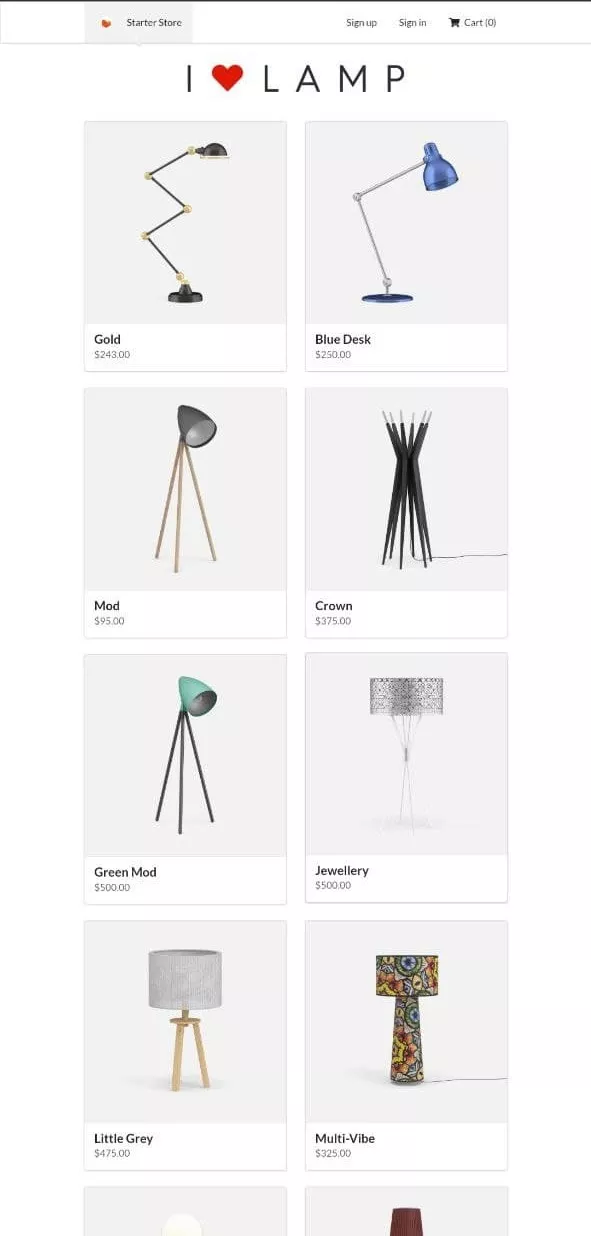 Starter Store
Sign up
Sign in
Cart (0)
I ❤ LAMP
Gold
$243.00
Blue Desk
$250.00
Mod
$95.00
Crown
$375.00
Green Mod
$500.00
Jewellery
$500.00
Little Grey
$475.00
Multi-Vibe
$325.00